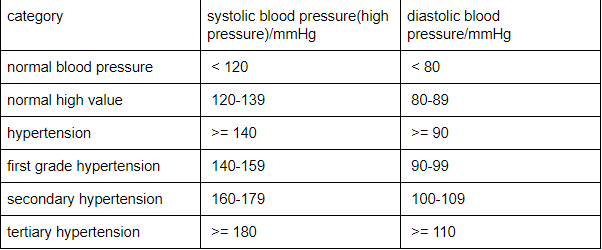 category systolic blood pressure(high diastolic blood
pressure)/mmHg pressure/mmHg
normal blood pressure < 120 < 80
normal high value 120-139 80-89
hypertension >= 140 >= 90
first grade hypertension 140-159 90-99
secondary hypertension 160-179 100-109
tertiary hypertension >= 180 >= 110